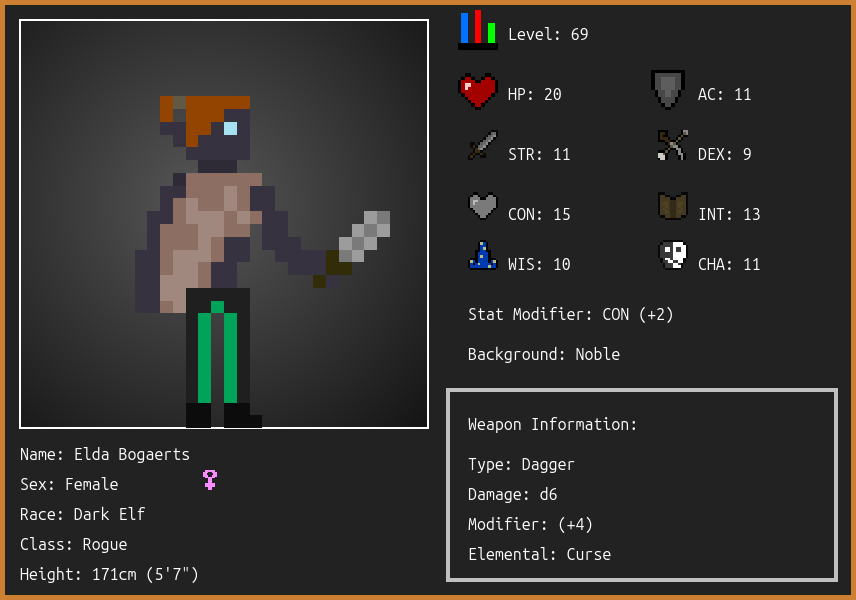 Level: 69
HP: 20
AC: 11
STR: 11
DEX: 9
CON: 15
INT: 13
WIS: 10
CHA: 11
Stat Modifier: CON (+2)
Background: Noble
Weapon Information:
Type: Dagger
Damage: d6
Modifier: (+4)
Elemental: Curse
Name: Elda Bogaerts
Sex: Female
Race: Dark Elf
Class: Rogue
Height: 171cm (5'7")